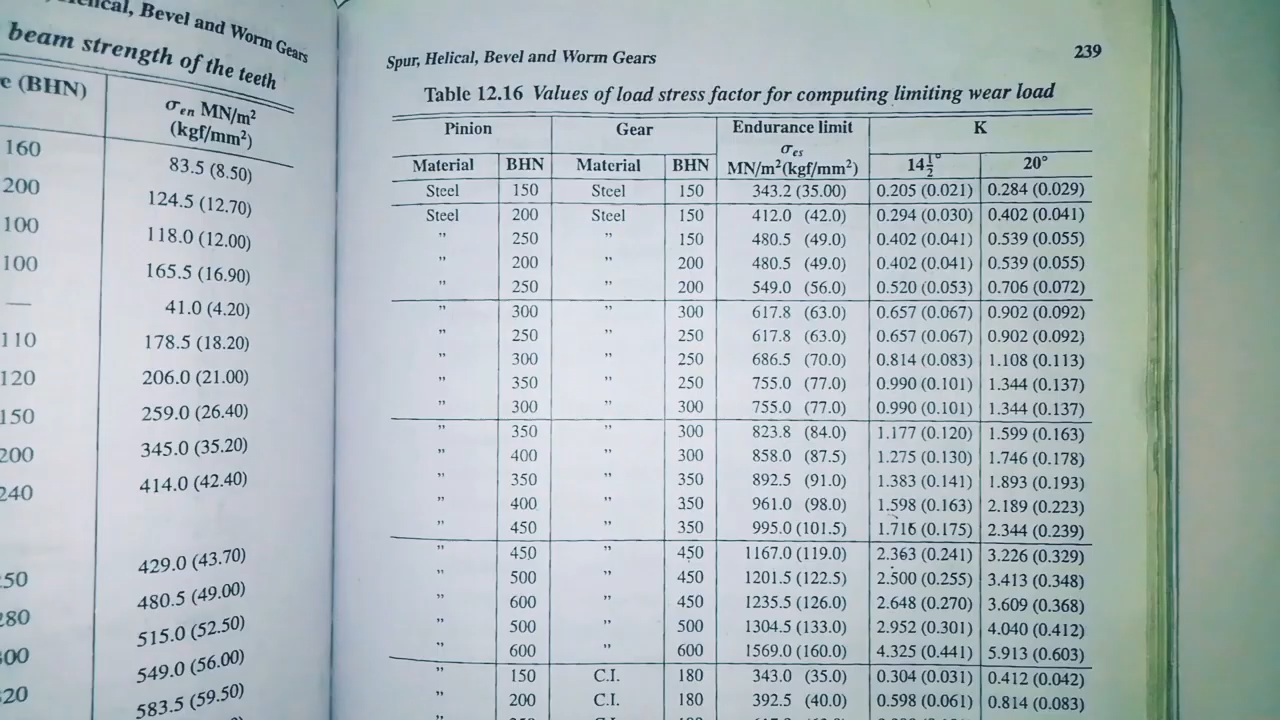 , Bevel and Worm Gears
beam strength of the teeth
(BHN)
σen MN/m²
(kgf/mm²)
160 83.5 (8.50)
200 124.5 (12.70)
100 118.0 (12.00)
100 165.5 (16.90)
— 41.0 (4.20)
110 178.5 (18.20)
120 206.0 (21.00)
150 259.0 (26.40)
200 345.0 (35.20)
240 414.0 (42.40)
429.0 (43.70)
50 480.5 (49.00)
280 515.0 (52.50)
300 549.0 (56.00)
320 583.5 (59.50)
Spur, Helical, Bevel and Worm Gears 239
Table 12.16 Values of load stress factor for computing limiting wear load
Pinion Gear Endurance limit K
σes
Material BHN Material BHN MN/m²(kgf/mm²) 14½° 20°
Steel 150 Steel 150 343.2 (35.00) 0.205 (0.021) 0.284 (0.029)
Steel 200 Steel 150 412.0 (42.0) 0.294 (0.030) 0.402 (0.041)
" 250 " 150 480.5 (49.0) 0.402 (0.041) 0.539 (0.055)
" 200 " 200 480.5 (49.0) 0.402 (0.041) 0.539 (0.055)
" 250 " 200 549.0 (56.0) 0.520 (0.053) 0.706 (0.072)
" 300 " 300 617.8 (63.0) 0.657 (0.067) 0.902 (0.092)
" 250 " 250 617.8 (63.0) 0.657 (0.067) 0.902 (0.092)
" 300 " 250 686.5 (70.0) 0.814 (0.083) 1.108 (0.113)
" 350 " 250 755.0 (77.0) 0.990 (0.101) 1.344 (0.137)
" 300 " 300 755.0 (77.0) 0.990 (0.101) 1.344 (0.137)
" 350 " 300 823.8 (84.0) 1.177 (0.120) 1.599 (0.163)
" 400 " 300 858.0 (87.5) 1.275 (0.130) 1.746 (0.178)
" 350 " 350 892.5 (91.0) 1.383 (0.141) 1.893 (0.193)
" 400 " 350 961.0 (98.0) 1.598 (0.163) 2.189 (0.223)
" 450 " 350 995.0 (101.5) 1.716 (0.175) 2.344 (0.239)
" 450 " 450 1167.0 (119.0) 2.363 (0.241) 3.226 (0.329)
" 500 " 450 1201.5 (122.5) 2.500 (0.255) 3.413 (0.348)
" 600 " 450 1235.5 (126.0) 2.648 (0.270) 3.609 (0.368)
" 500 " 500 1304.5 (133.0) 2.952 (0.301) 4.040 (0.412)
" 600 " 600 1569.0 (160.0) 4.325 (0.441) 5.913 (0.603)
" 150 C.I. 180 343.0 (35.0) 0.304 (0.031) 0.412 (0.042)
" 200 C.I. 180 392.5 (40.0) 0.598 (0.061) 0.814 (0.083)